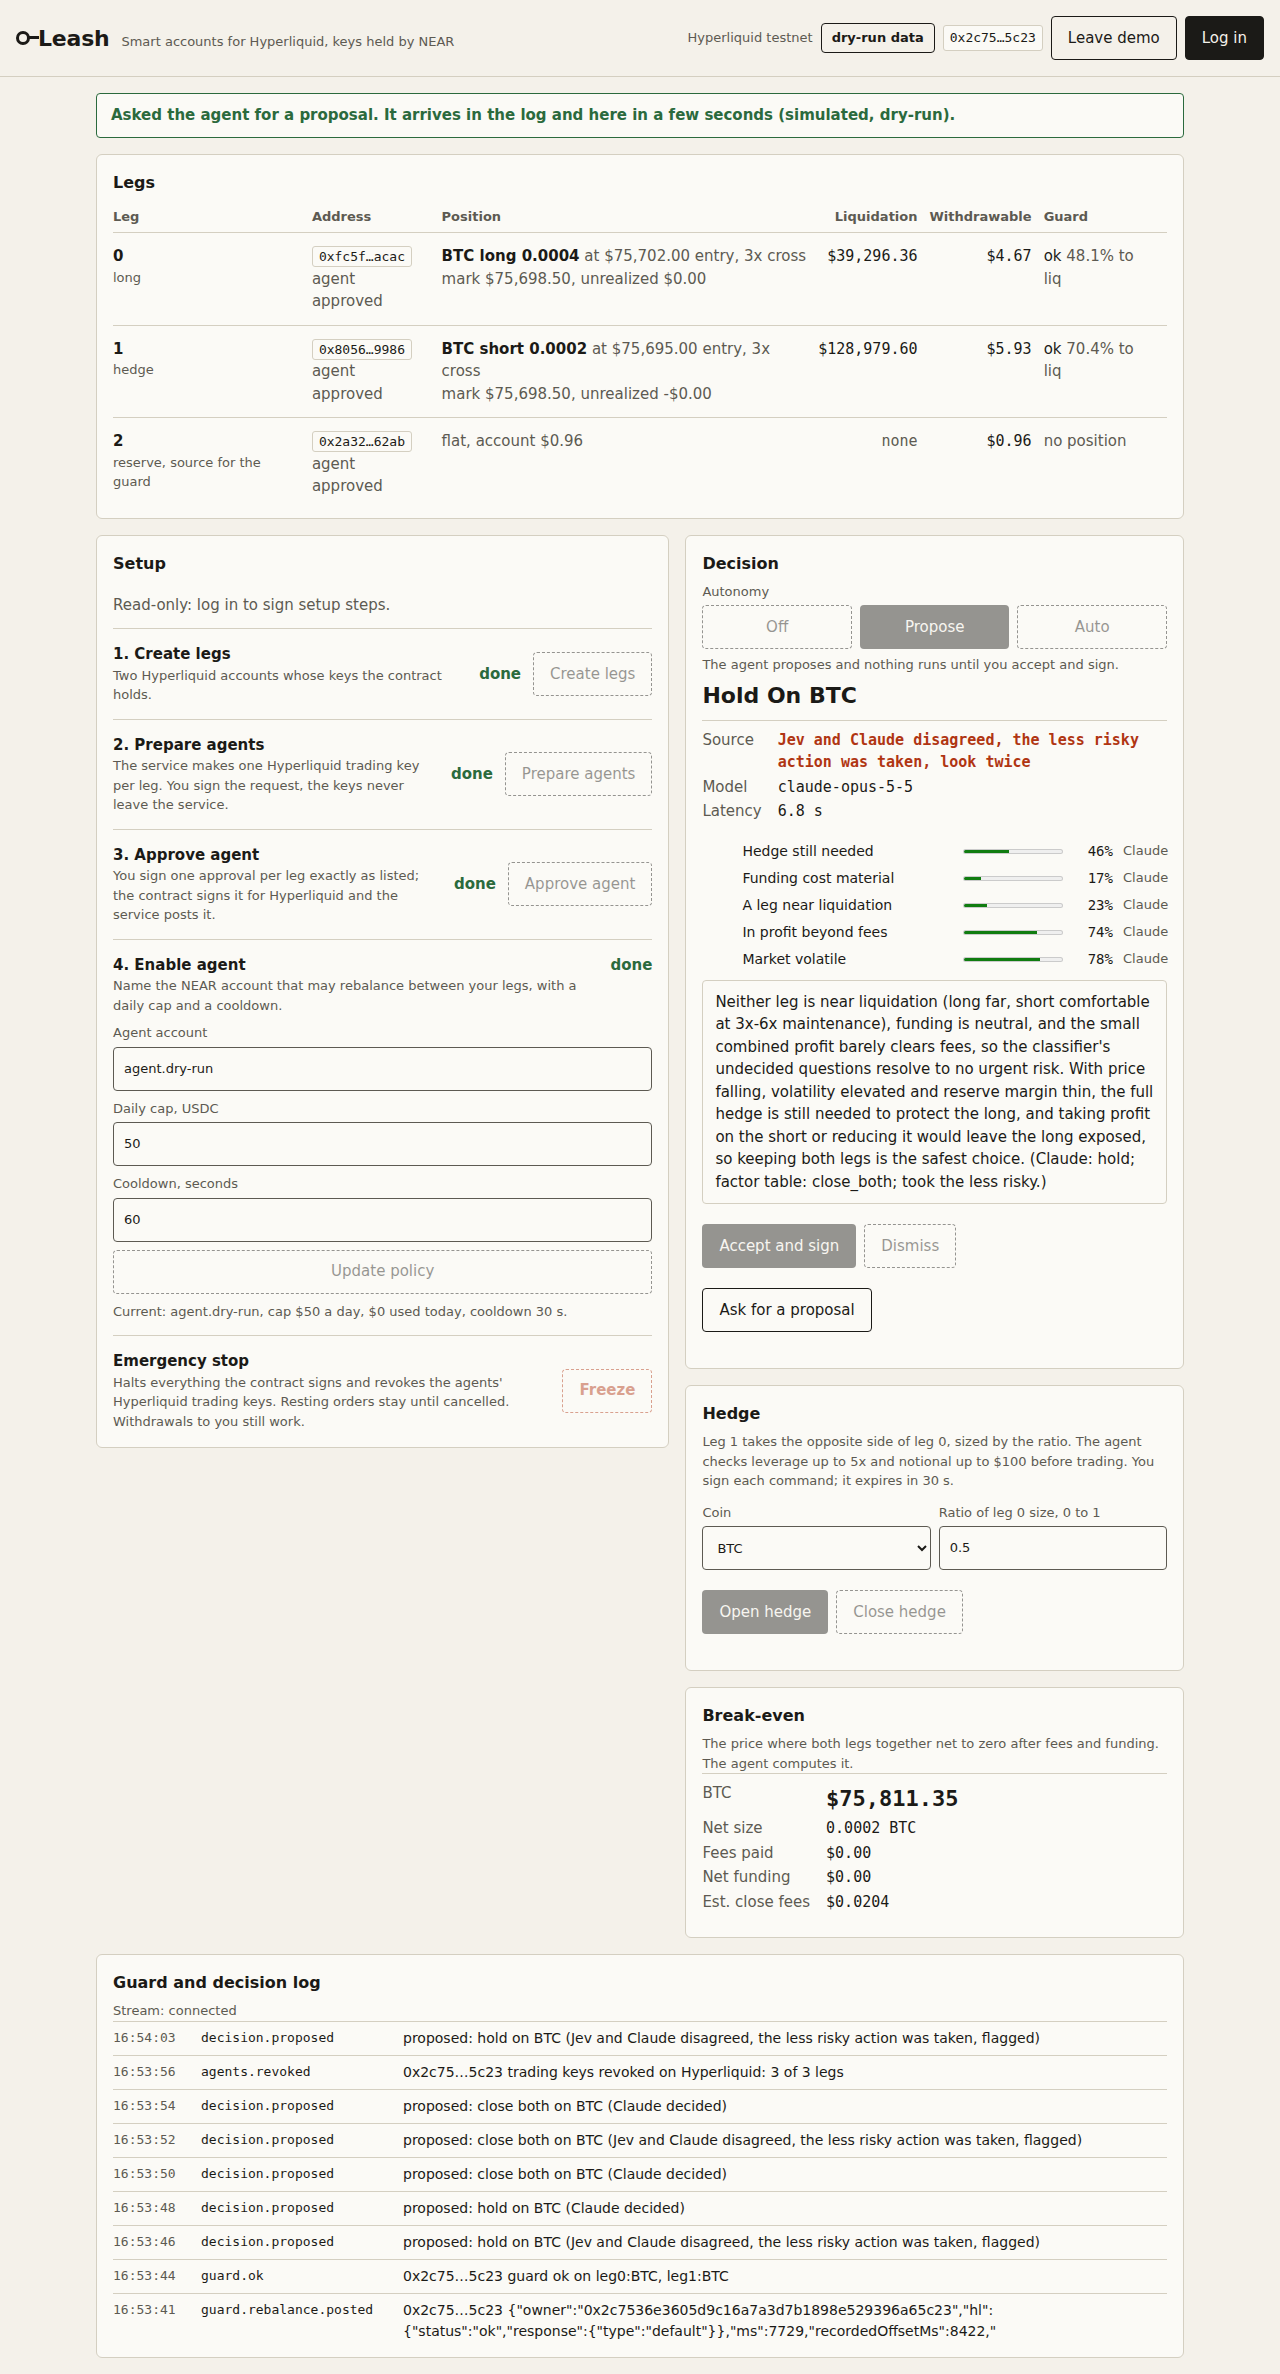 Leash Smart accounts for Hyperliquid, keys held by NEAR
Hyperliquid testnet dry-run data 0x2c75…5c23 Leave demo Log in
Asked the agent for a proposal. It arrives in the log and here in a few seconds (simulated, dry-run).
Legs
Leg Address Position Liquidation Withdrawable Guard
0 0xfc5f…acac BTC long 0.0004 at $75,702.00 entry, 3x cross $39,296.36 $4.67 ok 48.1% to
long agent mark $75,698.50, unrealized $0.00 liq
approved
1 0x8056…9986 BTC short 0.0002 at $75,695.00 entry, 3x $128,979.60 $5.93 ok 70.4% to
hedge agent cross liq
approved mark $75,698.50, unrealized -$0.00
2 0x2a32…62ab flat, account $0.96 none $0.96 no position
reserve, source for the agent
guard approved
Setup
Read-only: log in to sign setup steps.
1. Create legs
Two Hyperliquid accounts whose keys the contract
holds.
done Create legs
2. Prepare agents
The service makes one Hyperliquid trading key
per leg. You sign the request, the keys never
leave the service.
done Prepare agents
3. Approve agent
You sign one approval per leg exactly as listed;
the contract signs it for Hyperliquid and the
service posts it.
done Approve agent
4. Enable agent done
Name the NEAR account that may rebalance between your legs, with a
daily cap and a cooldown.
Agent account
agent.dry-run
Daily cap, USDC
50
Cooldown, seconds
60
Update policy
Current: agent.dry-run, cap $50 a day, $0 used today, cooldown 30 s.
Emergency stop
Halts everything the contract signs and revokes the agents'
Hyperliquid trading keys. Resting orders stay until cancelled.
Withdrawals to you still work.
Freeze
Decision
Autonomy
Off Propose Auto
The agent proposes and nothing runs until you accept and sign.
Hold On BTC
Source Jev and Claude disagreed, the less risky
action was taken, look twice
Model claude-opus-5-5
Latency 6.8 s
Hedge still needed 46% Claude
Funding cost material 17% Claude
A leg near liquidation 23% Claude
In profit beyond fees 74% Claude
Market volatile 78% Claude
Neither leg is near liquidation (long far, short comfortable
at 3x-6x maintenance), funding is neutral, and the small
combined profit barely clears fees, so the classifier's
undecided questions resolve to no urgent risk. With price
falling, volatility elevated and reserve margin thin, the full
hedge is still needed to protect the long, and taking profit
on the short or reducing it would leave the long exposed,
so keeping both legs is the safest choice. (Claude: hold;
factor table: close_both; took the less risky.)
Accept and sign Dismiss
Ask for a proposal
Hedge
Leg 1 takes the opposite side of leg 0, sized by the ratio. The agent
checks leverage up to 5x and notional up to $100 before trading. You
sign each command; it expires in 30 s.
Coin Ratio of leg 0 size, 0 to 1
BTC 0.5
Open hedge Close hedge
Break-even
The price where both legs together net to zero after fees and funding.
The agent computes it.
BTC $75,811.35
Net size 0.0002 BTC
Fees paid $0.00
Net funding $0.00
Est. close fees $0.0204
Guard and decision log
Stream: connected
16:54:03 decision.proposed proposed: hold on BTC (Jev and Claude disagreed, the less risky action was taken, flagged)
16:53:56 agents.revoked 0x2c75…5c23 trading keys revoked on Hyperliquid: 3 of 3 legs
16:53:54 decision.proposed proposed: close both on BTC (Claude decided)
16:53:52 decision.proposed proposed: close both on BTC (Jev and Claude disagreed, the less risky action was taken, flagged)
16:53:50 decision.proposed proposed: close both on BTC (Claude decided)
16:53:48 decision.proposed proposed: hold on BTC (Claude decided)
16:53:46 decision.proposed proposed: hold on BTC (Jev and Claude disagreed, the less risky action was taken, flagged)
16:53:44 guard.ok 0x2c75…5c23 guard ok on leg0:BTC, leg1:BTC
16:53:41 guard.rebalance.posted 0x2c75…5c23 {"owner":"0x2c7536e3605d9c16a7a3d7b1898e529396a65c23","hl":
{"status":"ok","response":{"type":"default"}},"ms":7729,"recordedOffsetMs":8422,"